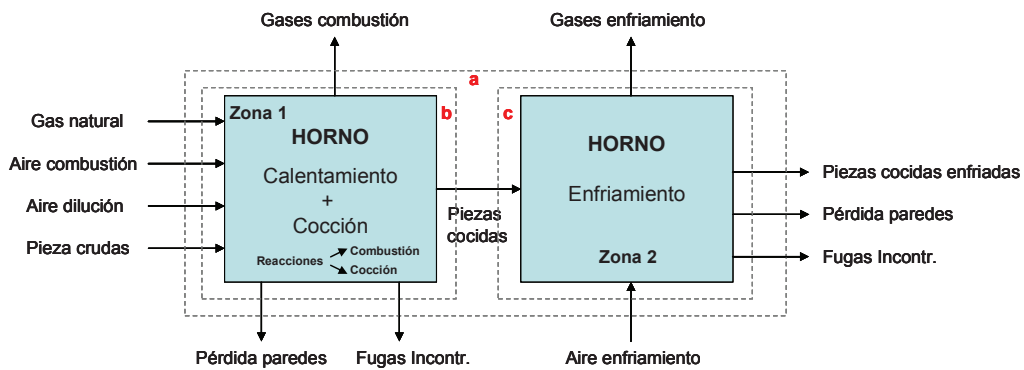 Gases combustión
Gases enfriamiento
a
Zona 1
b
c
Gas natural
HORNO
HORNO
Aire combustión
Calentamiento
+
Cocción
Enfriamiento
Piezas cocidas enfriadas
Aire dilución
Piezas
cocidas
Pérdida paredes
Pieza crudas
Reacciones
Combustión
Cocción
Zona 2
Fugas Incontr.
Pérdida paredes
Fugas Incontr.
Aire enfriamiento